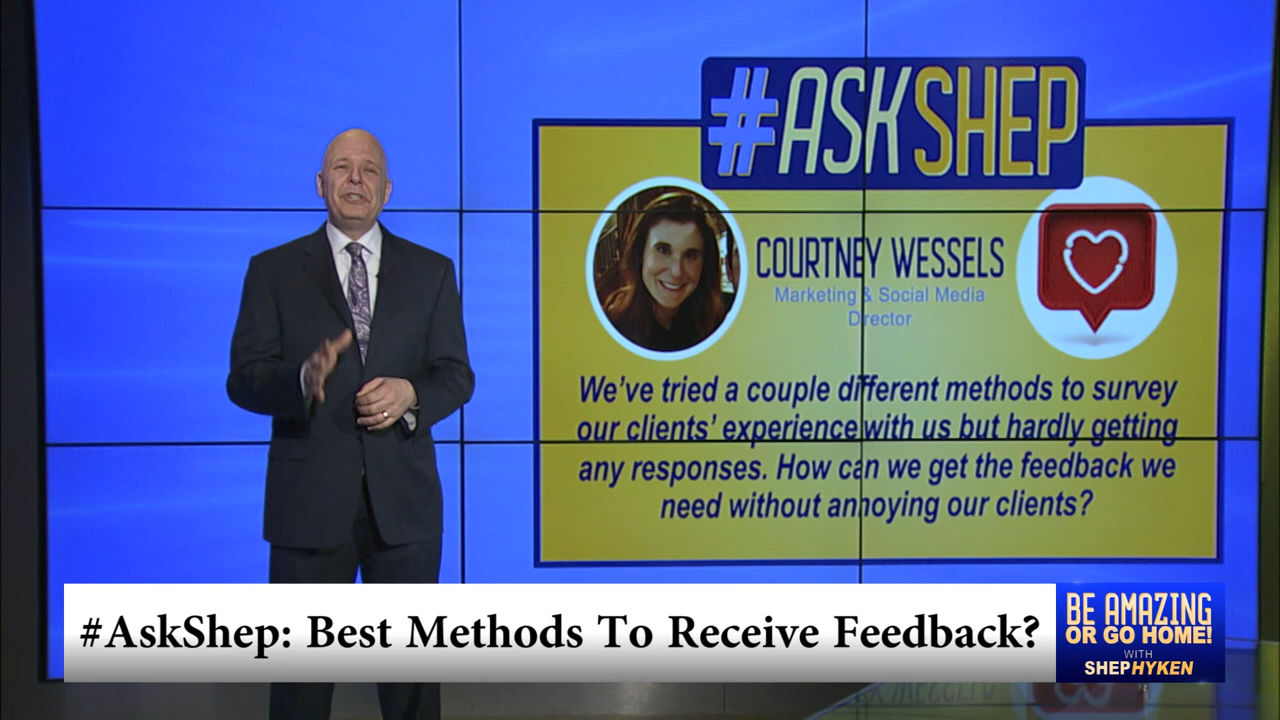 #ASKSHEP
COURTNEY WESSELS
Marketing & Social Media
Director
We've tried a couple different methods to survey
our clients' experience with us but hardly getting
any responses. How can we get the feedback we
need without annoying our clients?
#AskShep: Best Methods To Receive Feedback?
BE AMAZING
OR GO HOME!
WITH
SHEPHYKEN